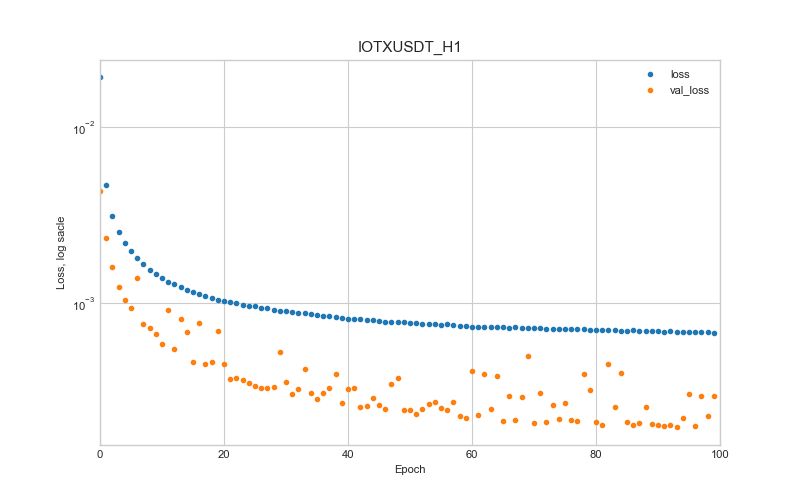 IOTXUSDT_H1
loss
val_loss
10⁻²
10⁻³
Loss, log sacle
0 20 40 60 80 100
Epoch